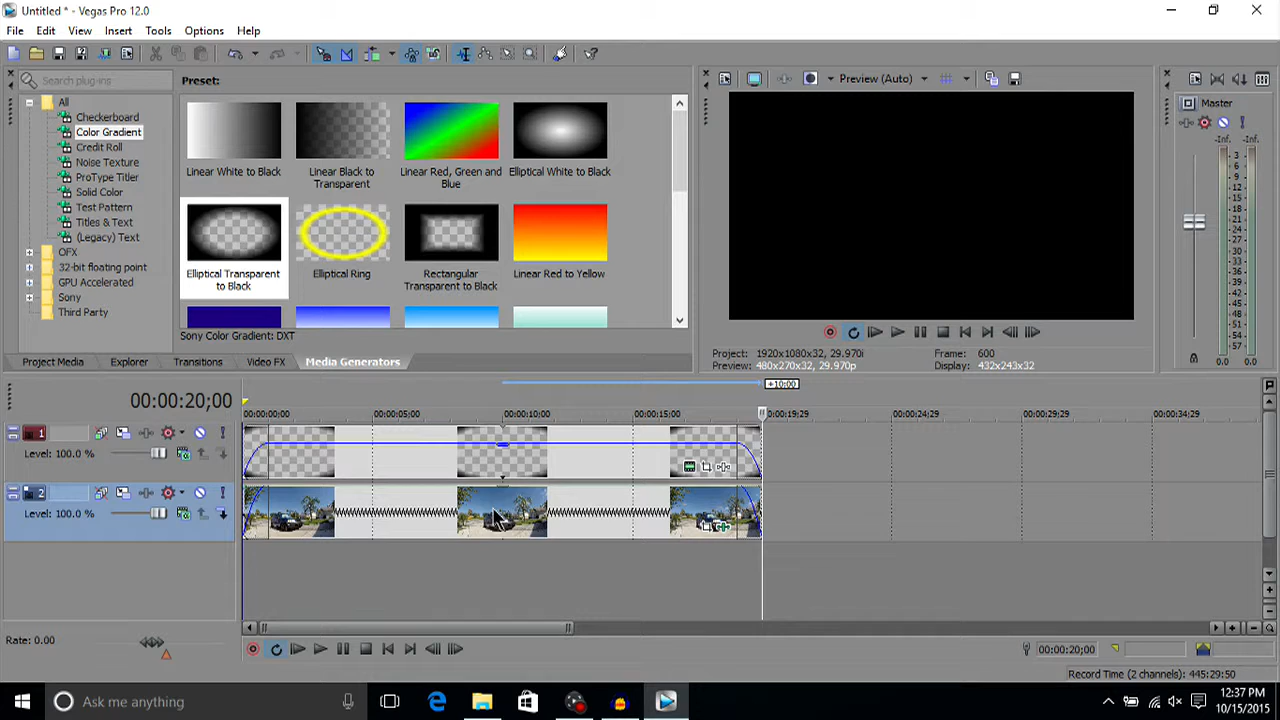 Untitled * - Vegas Pro 12.0
File Edit View Insert Tools Options Help
Search plug-ins
Preset:
All
Checkerboard
Color Gradient
Credit Roll
Noise Texture
ProType Titler
Solid Color
Test Pattern
Titles & Text
(Legacy) Text
OFX
32-bit floating point
GPU Accelerated
Sony
Third Party
Linear White to Black
Linear Black to
Transparent
Linear Red, Green and
Blue
Elliptical White to Black
Elliptical Transparent
to Black
Elliptical Ring
Rectangular
Transparent to Black
Linear Red to Yellow
Sony Color Gradient: DXT
Project Media Explorer Transitions Video FX Media Generators
Preview (Auto)
Project: 1920x1080x32, 29.970i
Preview: 480x270x32, 29.970p
Frame: 600
Display: 432x243x32
Master
-Inf. -Inf.
3
6
9
12
15
18
21
24
27
30
33
36
39
42
45
48
51
54
57
0.0 0.0
00:00:20;00
+10:00
00:00:00;00 00:00:05;00 00:00:10;00 00:00:15;00 00:00:19;29 00:00:24;29 00:00:29;29 00:00:34;29
1
Level: 100.0 %
2
Level: 100.0 %
Rate: 0.00
00:00:20;00
Record Time (2 channels): 445:29:50
Ask me anything
12:37 PM
10/15/2015